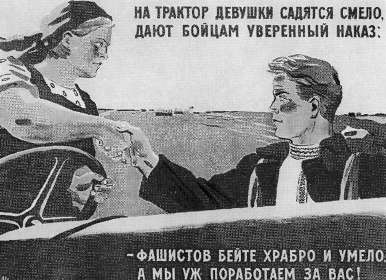 НА ТРАКТОР ДЕВУШКИ САДЯТСЯ СМЕЛО,
ДАЮТ БОЙЦАМ УВЕРЕННЫЙ НАКАЗ:
-ФАШИСТОВ БЕЙТЕ ХРАБРО И УМЕЛО
А МЫ УЖ ПОРАБОТАЕМ ЗА ВАС!